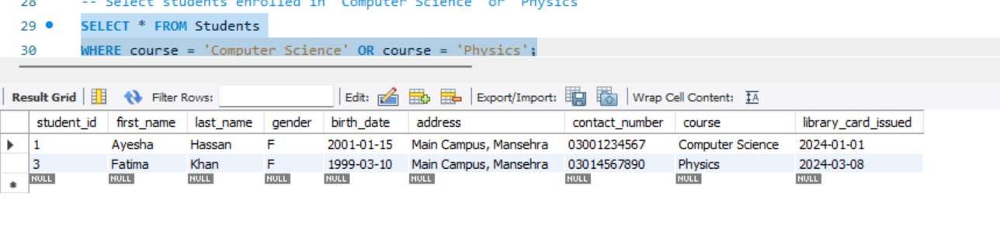 28 -- Select students enrolled in 'Computer Science' or 'Physics'
29 SELECT * FROM Students
30 WHERE course = 'Computer Science' OR course = 'Physics';
Result Grid Filter Rows: Edit: Export/Import: Wrap Cell Content: IA
student_id first_name last_name gender birth_date address contact_number course library_card_issued
1 Ayesha Hassan F 2001-01-15 Main Campus, Mansehra 03001234567 Computer Science 2024-01-01
3 Fatima Khan F 1999-03-10 Main Campus, Mansehra 03014567890 Physics 2024-03-08
NULL NULL NULL NULL NULL NULL NULL NULL NULL